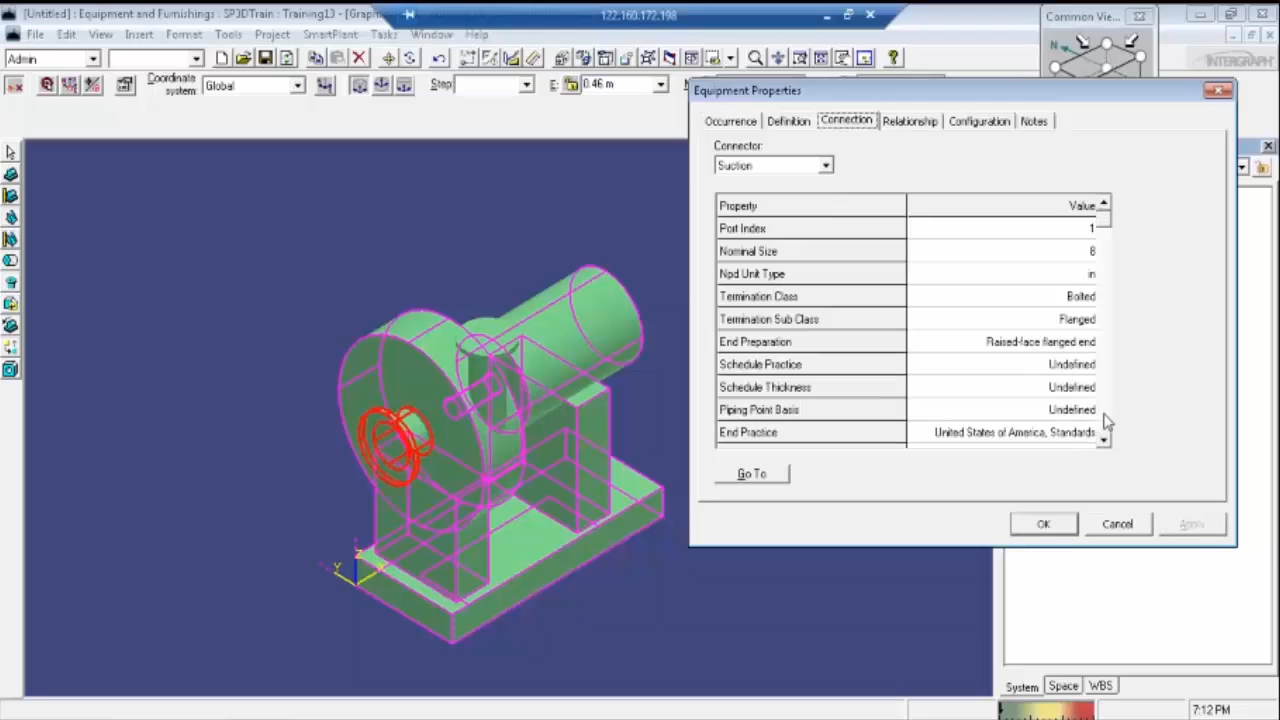 [Untitled] : Equipment and Furnishings : SP3DTrain : Training13 - [Graph
122.160.172.198
Common Vie...
File Edit View Insert Format Tools Project SmartPlant Tasks Window Help
Admin
INTERGRAPH
N
Coordinate system: Global
Step
E: 0.46 m
Equipment Properties
Occurrence Definition Connection Relationship Configuration Notes
Connector:
Suction
Property Value
Port Index 1
Nominal Size 6
Npd Unit Type in
Termination Class Bolted
Termination Sub Class Flanged
End Preparation Raised-face flanged end
Schedule Practice Undefined
Schedule Thickness Undefined
Piping Point Basis Undefined
End Practice United States of America, Standards
Go To
OK Cancel Apply
Z
Y
System Space WBS
7:12 PM